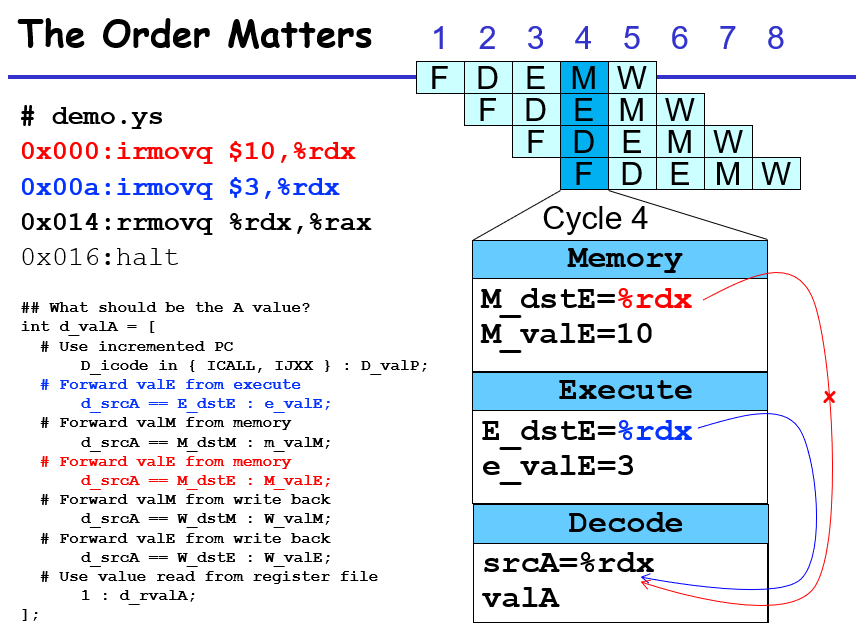 The Order Matters
1 2 3 4 5 6 7 8
F D E M W
F D E M W
F D E M W
F D E M W
# demo.ys
0x000:irmovq $10,%rdx
0x00a:irmovq $3,%rdx
0x014:rrmovq %rdx,%rax
0x016:halt
## What should be the A value?
int d_valA = [
# Use incremented PC
D_icode in { ICALL, IJXX } : D_valP;
# Forward valE from execute
d_srcA == E_dstE : e_valE;
# Forward valM from memory
d_srcA == M_dstM : m_valM;
# Forward valE from memory
d_srcA == M_dstE : M_valE;
# Forward valM from write back
d_srcA == W_dstM : W_valM;
# Forward valE from write back
d_srcA == W_dstE : W_valE;
# Use value read from register file
1 : d_rvalA;
];
Cycle 4
Memory
M_dstE=%rdx
M_valE=10
Execute
E_dstE=%rdx
e_valE=3
Decode
srcA=%rdx
valA